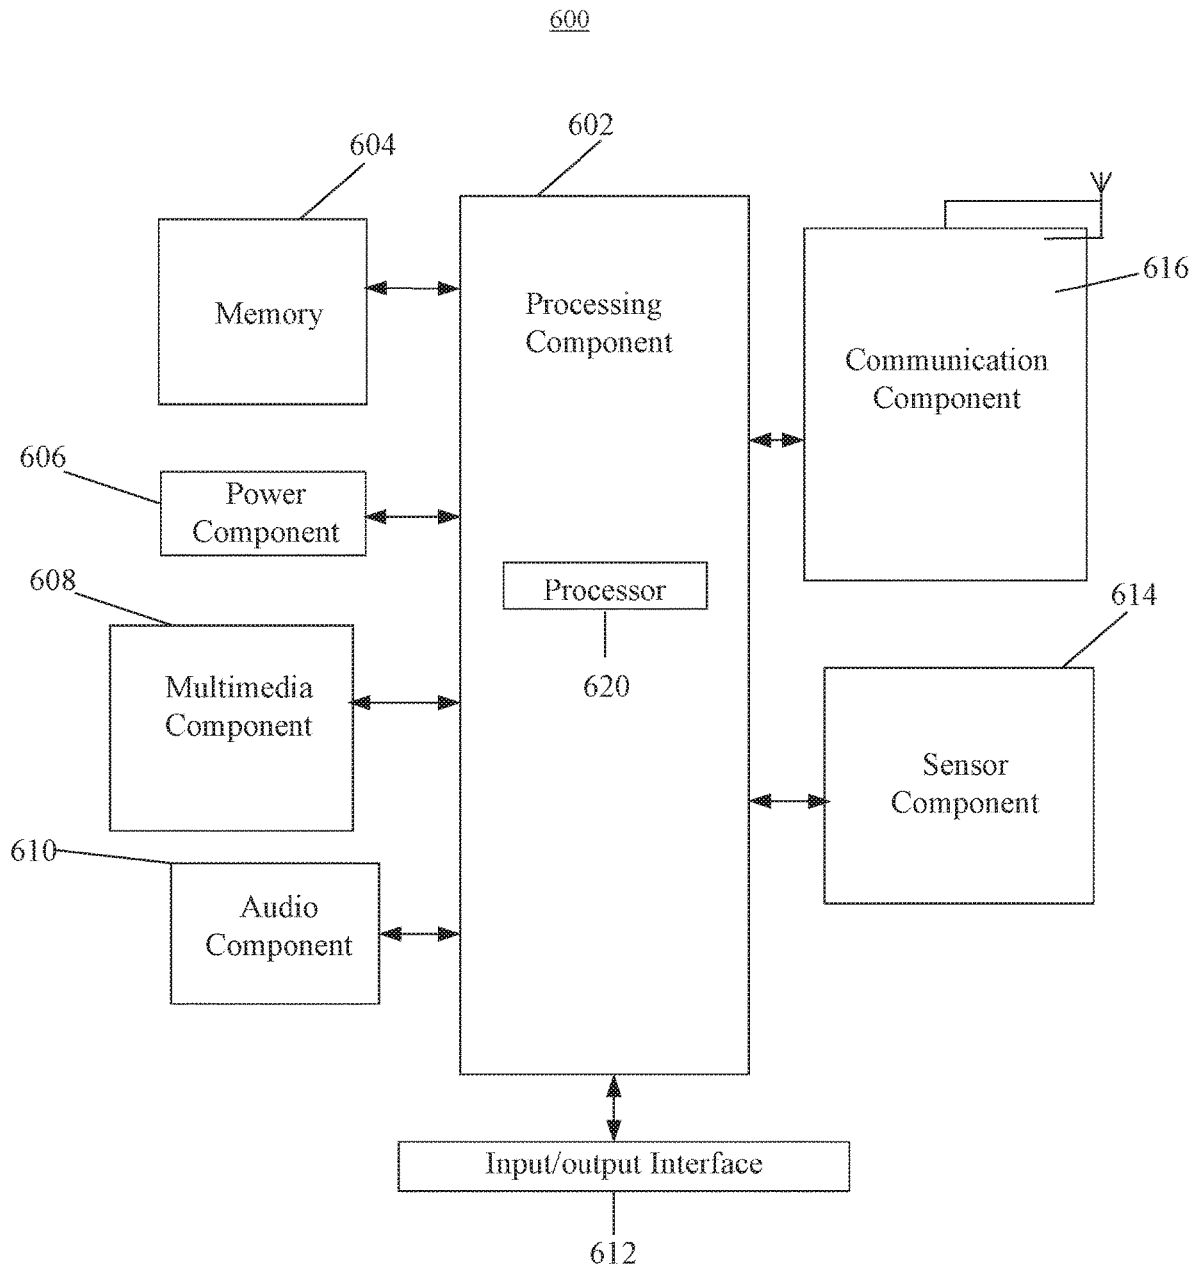 600
602
604
Memory
Processing
Component
616
Communication
Component
606
Power
Component
608
Processor
620
614
Multimedia
Component
Sensor
Component
610
Audio
Component
Input/output Interface
612